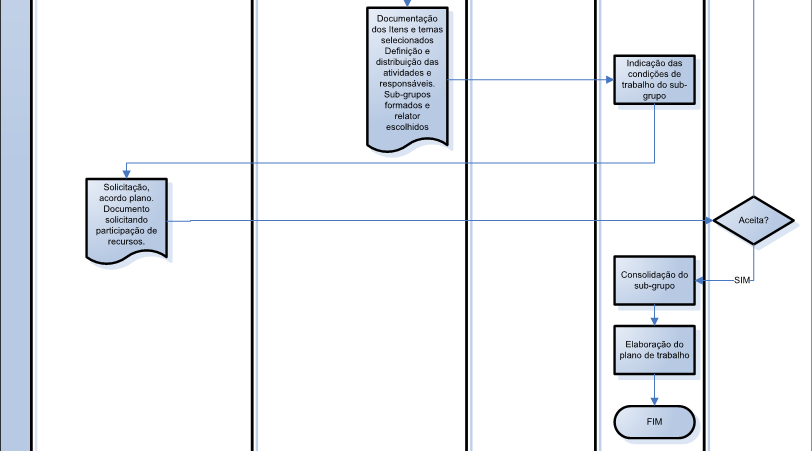 Documentação
dos Itens e temas
selecionados
Definição e
distribuição das
atividades e
responsáveis.
Sub-grupos
formados e
relator
escolhidos
Indicação das
condições de
trabalho do sub-
grupo
Solicitação,
acordo plano.
Documento
solicitando
participação de
recursos.
Aceita?
SIM
Consolidação do
sub-grupo
Elaboração do
plano de trabalho
FIM